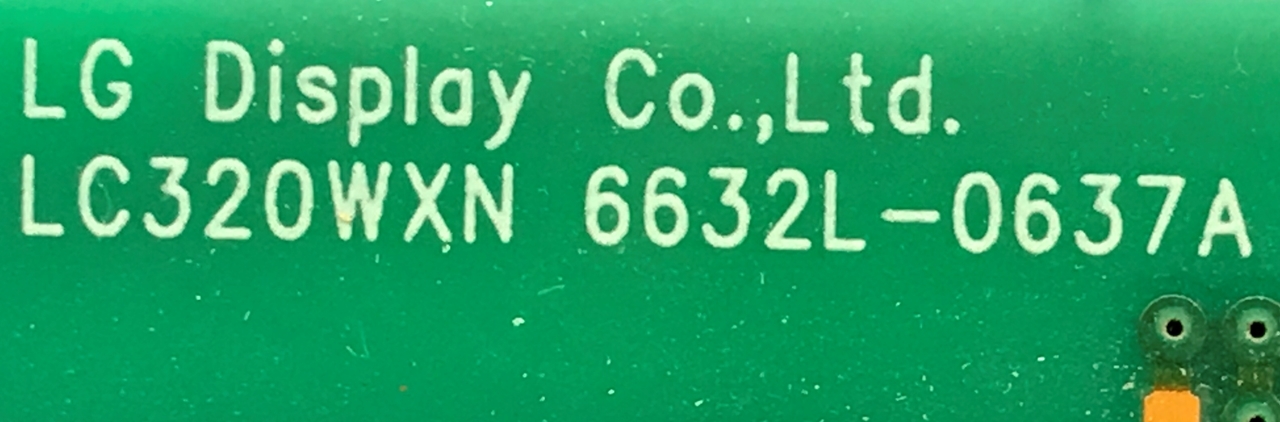 LG Display Co.,Ltd.
LC320WXN 6632L-0637A